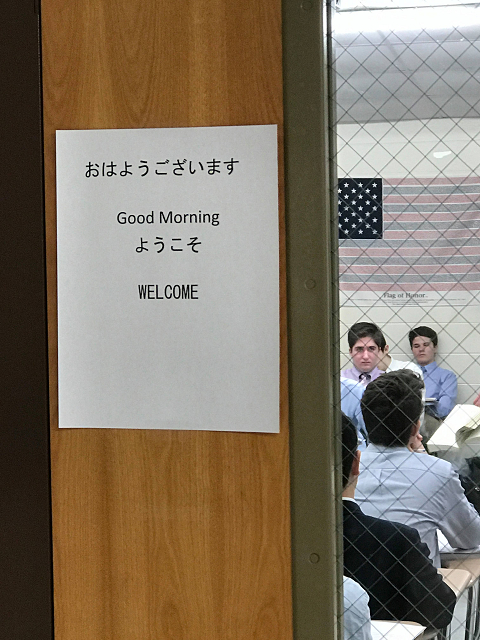 おはようございます
Good Morning
ようこそ
WELCOME
Flag of Honor